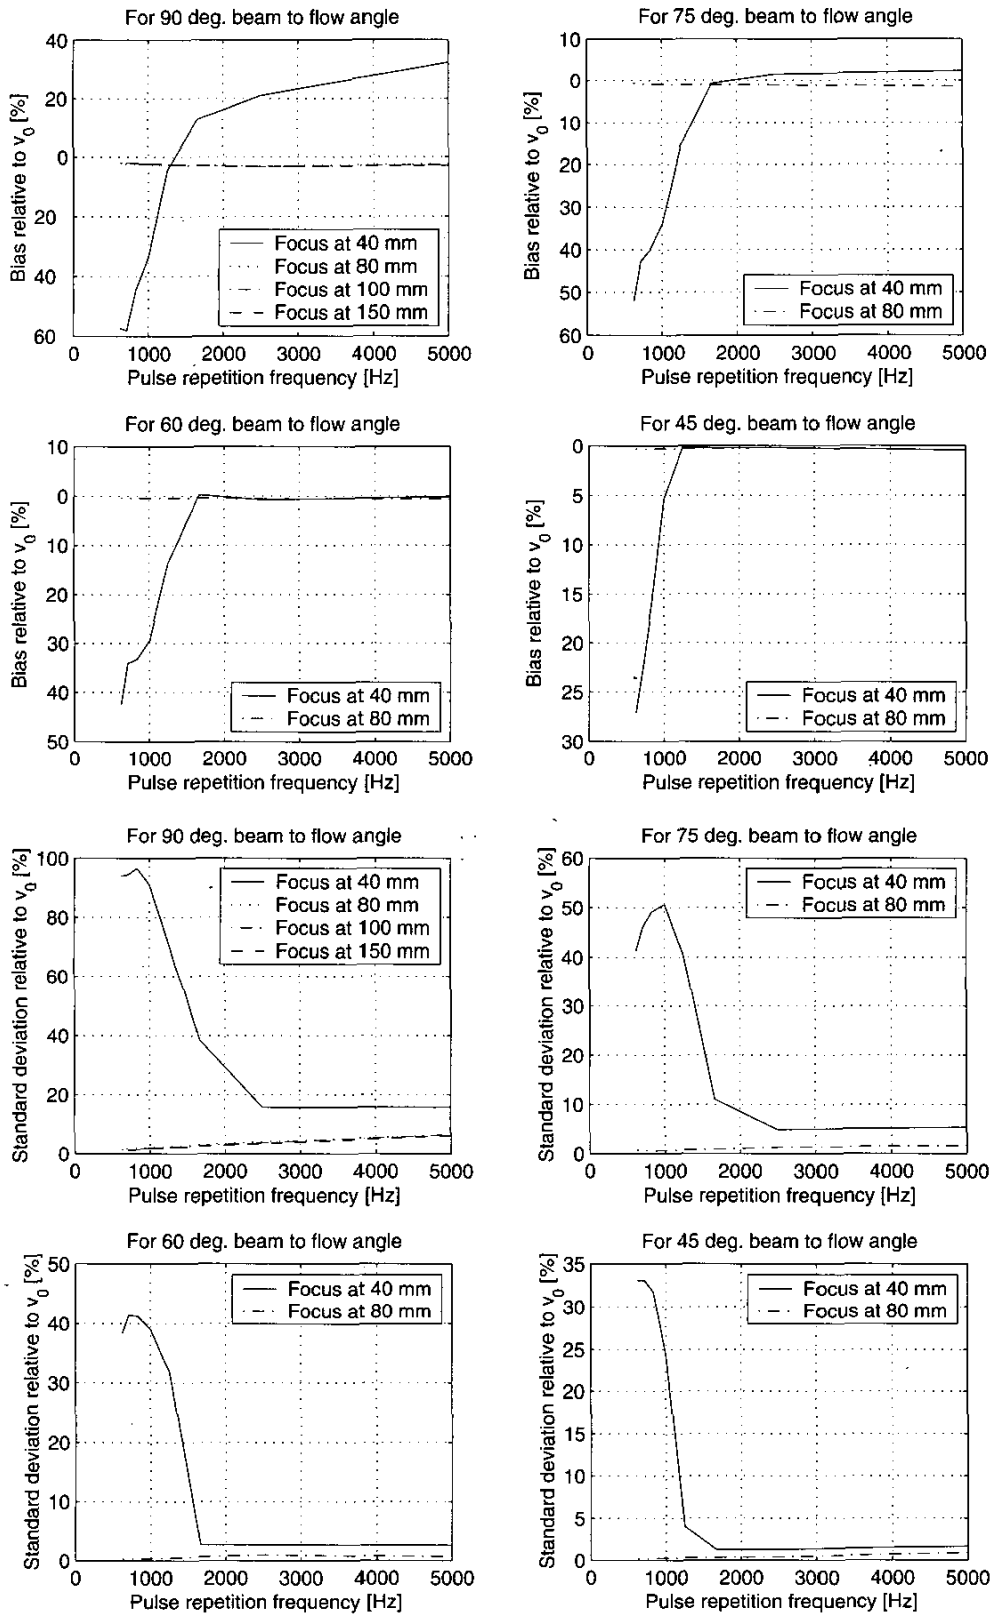 For 90 deg. beam to flow angle
Bias relative to v0 [%]
40
20
0
20
40
60
0 1000 2000 3000 4000 5000
Pulse repetition frequency [Hz]
Focus at 40 mm
Focus at 80 mm
Focus at 100 mm
Focus at 150 mm
For 75 deg. beam to flow angle
Bias relative to v0 [%]
10
0
10
20
30
40
50
60
0 1000 2000 3000 4000 5000
Pulse repetition frequency [Hz]
Focus at 40 mm
Focus at 80 mm
For 60 deg. beam to flow angle
Bias relative to v0 [%]
10
0
10
20
30
40
50
0 1000 2000 3000 4000 5000
Pulse repetition frequency [Hz]
Focus at 40 mm
Focus at 80 mm
For 45 deg. beam to flow angle
Bias relative to v0 [%]
0
5
10
15
20
25
30
0 1000 2000 3000 4000 5000
Pulse repetition frequency [Hz]
Focus at 40 mm
Focus at 80 mm
For 90 deg. beam to flow angle
Standard deviation relative to v0 [%]
100
80
60
40
20
0
0 1000 2000 3000 4000 5000
Pulse repetition frequency [Hz]
Focus at 40 mm
Focus at 80 mm
Focus at 100 mm
Focus at 150 mm
For 75 deg. beam to flow angle
Standard deviation relative to v0 [%]
60
50
40
30
20
10
0
0 1000 2000 3000 4000 5000
Pulse repetition frequency [Hz]
Focus at 40 mm
Focus at 80 mm
For 60 deg. beam to flow angle
Standard deviation relative to v0 [%]
50
40
30
20
10
0
0 1000 2000 3000 4000 5000
Pulse repetition frequency [Hz]
Focus at 40 mm
Focus at 80 mm
For 45 deg. beam to flow angle
Standard deviation relative to v0 [%]
35
30
25
20
15
10
5
0
0 1000 2000 3000 4000 5000
Pulse repetition frequency [Hz]
Focus at 40 mm
Focus at 80 mm